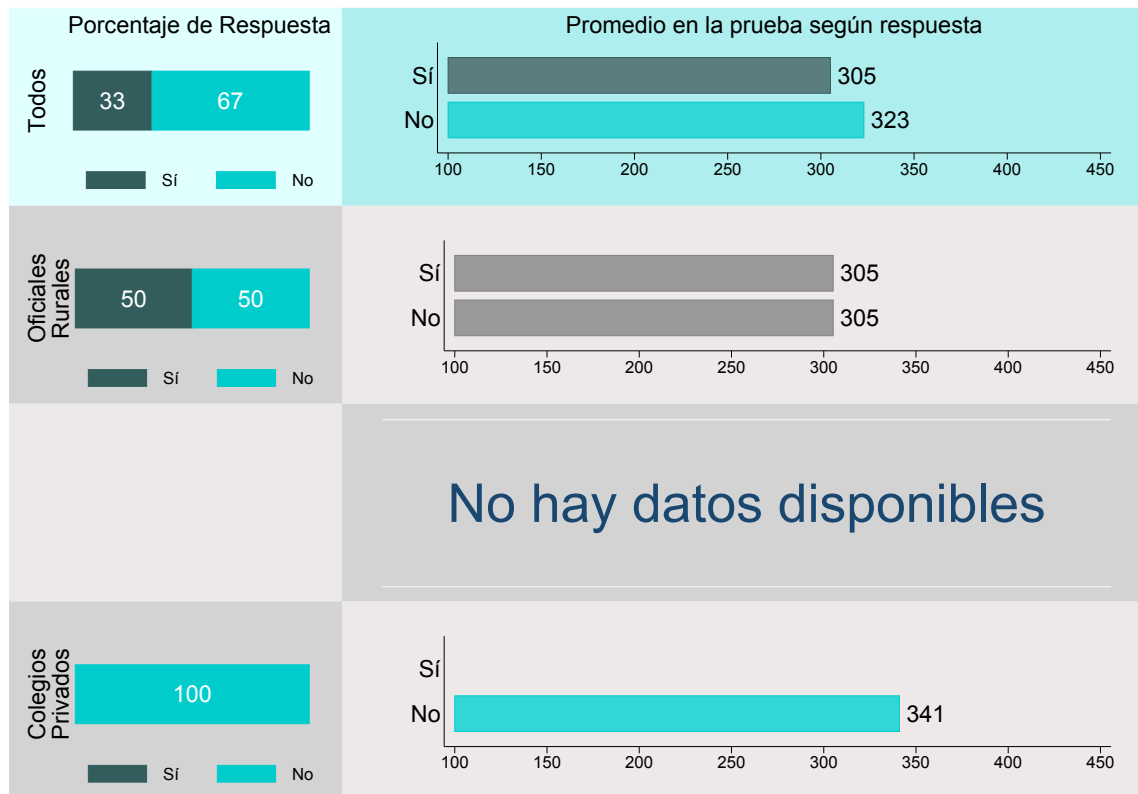 Porcentaje de Respuesta
Promedio en la prueba según respuesta
Todos
33 67
Sí No
Sí 305
No 323
100 150 200 250 300 350 400 450
Oficiales
Rurales
50 50
Sí No
Sí 305
No 305
100 150 200 250 300 350 400 450
No hay datos disponibles
Colegios
Privados
100
Sí No
Sí
No 341
100 150 200 250 300 350 400 450